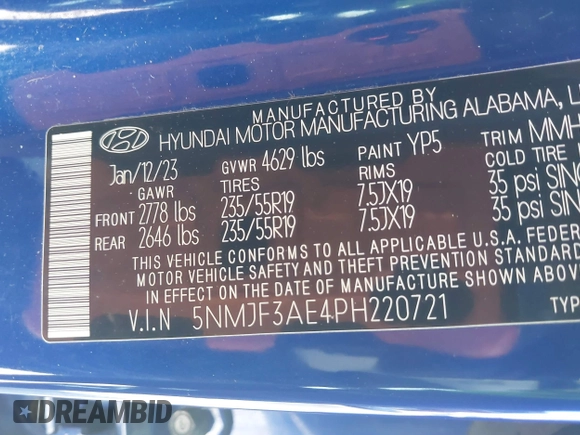 MANUFACTURED BY
HYUNDAI MOTOR MANUFACTURING ALABAMA,
Jan/12/23 GVWR 4629 lbs PAINT YP5 TRIM MMH
GAWR TIRES RIMS COLD TIRE
FRONT 2778 lbs 235/55R19 7.5JX19 35 psi
REAR 2646 lbs 235/55R19 7.5JX19 35 psi
THIS VEHICLE CONFORMS TO ALL APPLICABLE U.S.A.
MOTOR VEHICLE SAFETY AND THEFT PREVENTION STANDARDS
IN EFFECT ON THE DATE OF MANUFACTURE SHOWN ABOVE.
V.I.N 5NMJF3AE4PH220721 TYP
DREAMBID